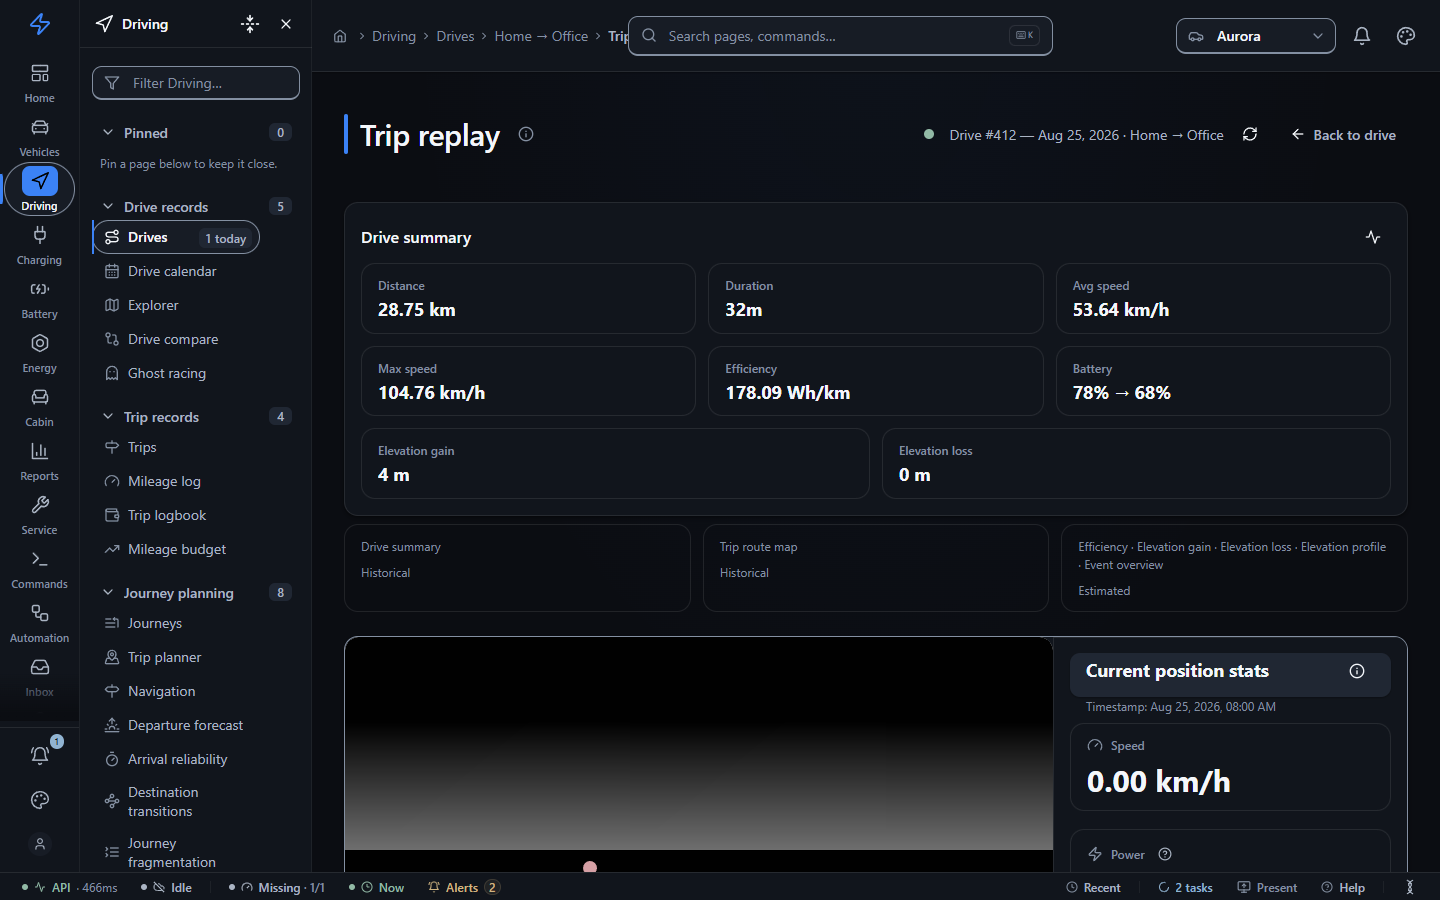 Home
Vehicles
Driving
Charging
Battery
Energy
Cabin
Reports
Service
Commands
Automation
Inbox
1
Driving
Filter Driving...
Pinned 0
Pin a page below to keep it close.
Drive records 5
Drives 1 today
Drive calendar
Explorer
Drive compare
Ghost racing
Trip records 4
Trips
Mileage log
Trip logbook
Mileage budget
Journey planning 8
Journeys
Trip planner
Navigation
Departure forecast
Arrival reliability
Destination
transitions
Journey
fragmentation
Driving Drives Home → Office Trip
Search pages, commands... K
Aurora
Trip replay
Drive #412 — Aug 25, 2026 · Home → Office
Back to drive
Drive summary
Distance
28.75 km
Duration
32m
Avg speed
53.64 km/h
Max speed
104.76 km/h
Efficiency
178.09 Wh/km
Battery
78% → 68%
Elevation gain
4 m
Elevation loss
0 m
Drive summary
Historical
Trip route map
Historical
Efficiency · Elevation gain · Elevation loss · Elevation profile
· Event overview
Estimated
Current position stats
Timestamp: Aug 25, 2026, 08:00 AM
Speed
0.00 km/h
Power
API · 466ms Idle Missing · 1/1 Now Alerts 2 Recent 2 tasks Present Help